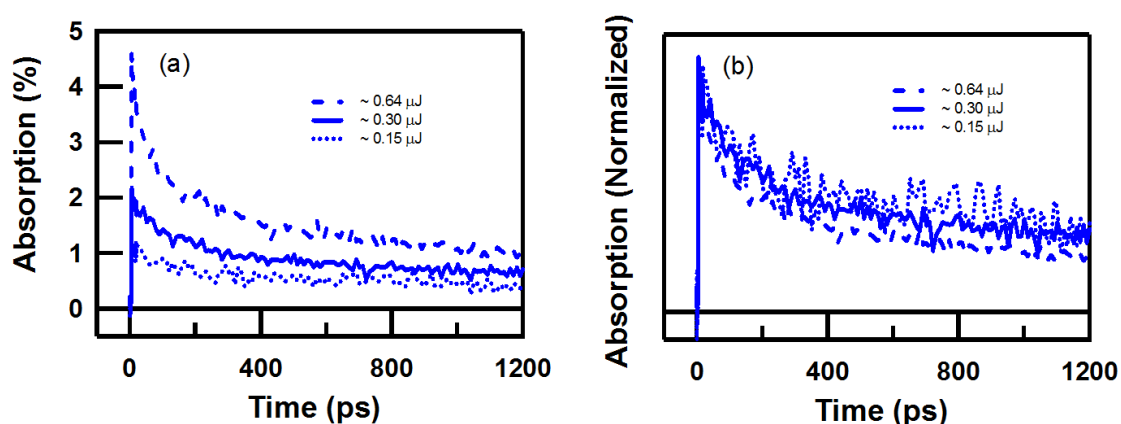 Absorption (%)
5
4
3
2
1
0
(a)
~ 0.64 μJ
~ 0.30 μJ
~ 0.15 μJ
0
400
800
1200
Time (ps)
Absorption (Normalized)
(b)
~ 0.64 μJ
~ 0.30 μJ
~ 0.15 μJ
0
400
800
1200
Time (ps)